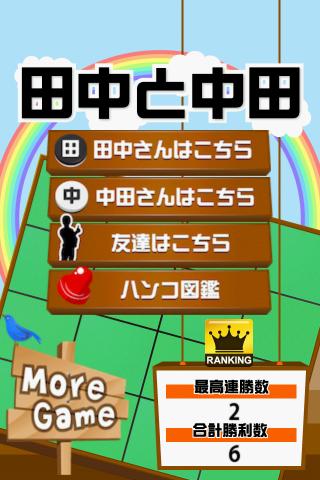 田中と中田
田 田中さんはこちら
中 中田さんはこちら
友達はこちら
ハンコ図鑑
RANKING
More
Game
最高連勝数
2
合計勝利数
6